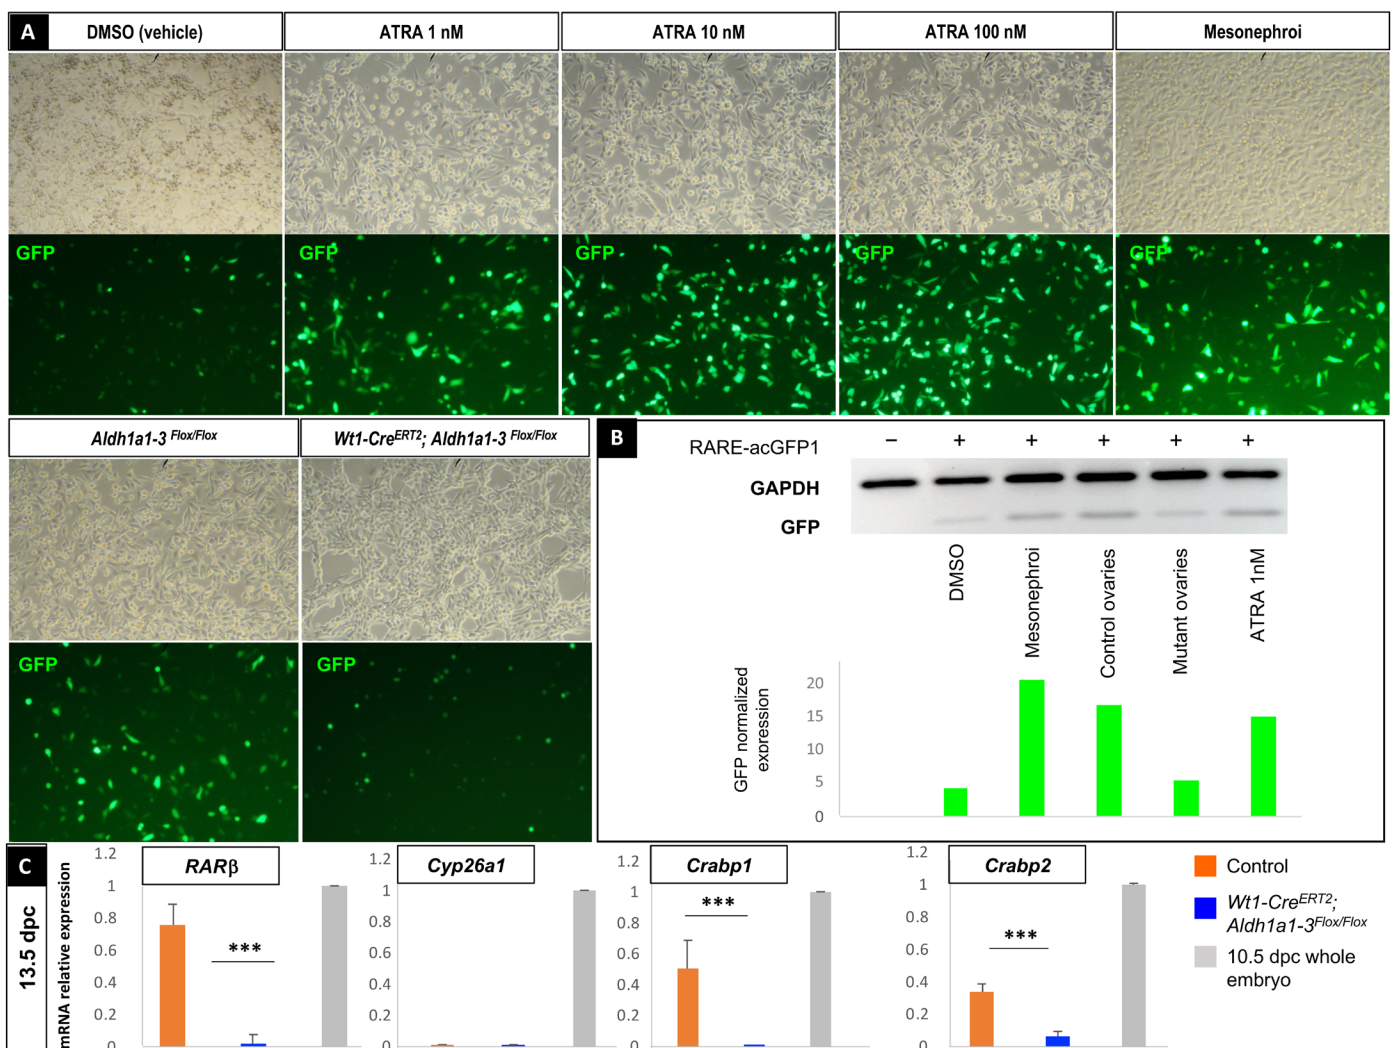 A
DMSO (vehicle)
ATRA 1 nM
ATRA 10 nM
ATRA 100 nM
Mesonephroi
GFP
GFP
GFP
GFP
GFP
Aldh1a1-3 Flox/Flox
Wt1-CreERT2; Aldh1a1-3 Flox/Flox
GFP
GFP
B
RARE-acGFP1
− + + + + +
GAPDH
GFP
DMSO
Mesonephroi
Control ovaries
Mutant ovaries
ATRA 1nM
GFP normalized
expression
20
15
10
5
0
C
13.5 dpc
mRNA relative expression
RARβ
1.2
1
0.8
0.6
0.4
0.2
0
***
Cyp26a1
1.2
1
0.8
0.6
0.4
0.2
0
Crabp1
1.2
1
0.8
0.6
0.4
0.2
0
***
Crabp2
1.2
1
0.8
0.6
0.4
0.2
0
***
Control
Wt1-CreERT2;
Aldh1a1-3Flox/Flox
10.5 dpc whole
embryo